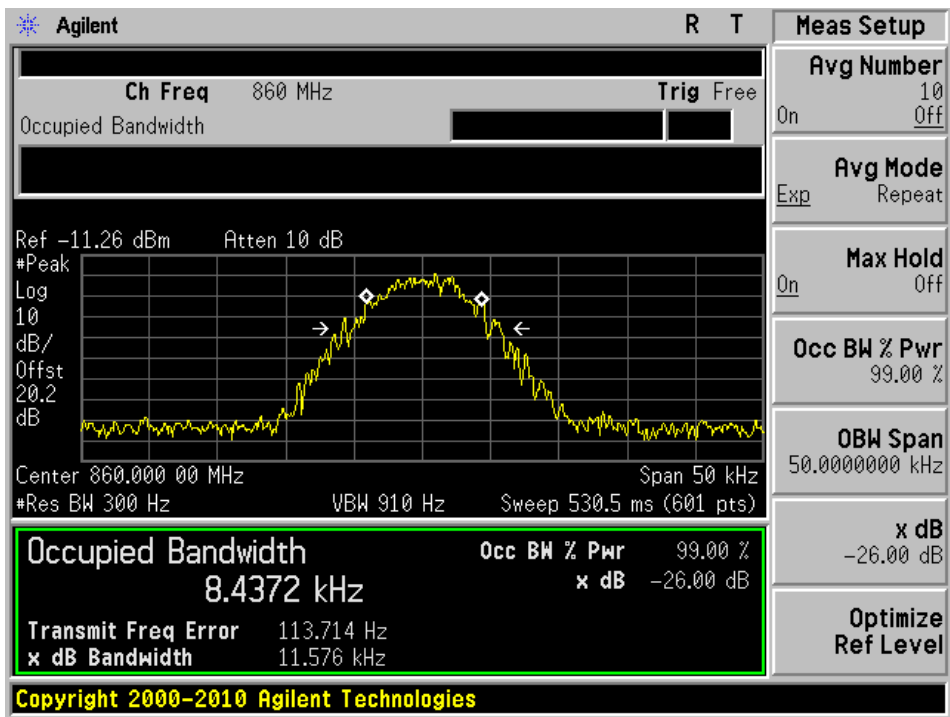 Agilent R T Meas Setup
Ch Freq 860 MHz Trig Free
Occupied Bandwidth
Ref -11.26 dBm Atten 10 dB
#Peak
Log
10
dB/
Offst
20.2
dB
Center 860.000 00 MHz Span 50 kHz
#Res BW 300 Hz VBW 910 Hz Sweep 530.5 ms (601 pts)
Occupied Bandwidth
8.4372 kHz
Occ BW % Pwr 99.00 %
x dB -26.00 dB
Transmit Freq Error 113.714 Hz
x dB Bandwidth 11.576 kHz
Avg Number
10
On Off
Avg Mode
Exp Repeat
Max Hold
On Off
Occ BW % Pwr
99.00 %
OBW Span
50.0000000 kHz
x dB
-26.00 dB
Optimize
Ref Level
Copyright 2000-2010 Agilent Technologies